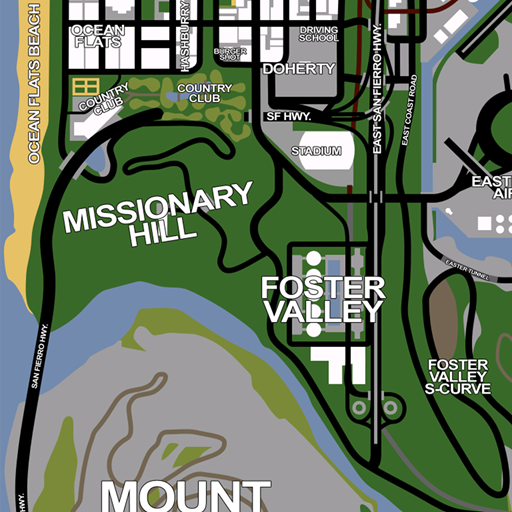 OCEAN FLATS BEACH
OCEAN
FLATS
HASHBURRY
BURGER
SHOT
DRIVING
SCHOOL
DOHERTY
EAST SAN FIERRO HWY.
EAST COAST ROAD
COUNTRY
CLUB
COUNTRY
CLUB
SF HWY.
STADIUM
EAST
AIR
MISSIONARY
HILL
EASTER TUNNEL
FOSTER
VALLEY
SAN FIERRO HWY.
FOSTER
VALLEY
S-CURVE
MOUNT
HWY.